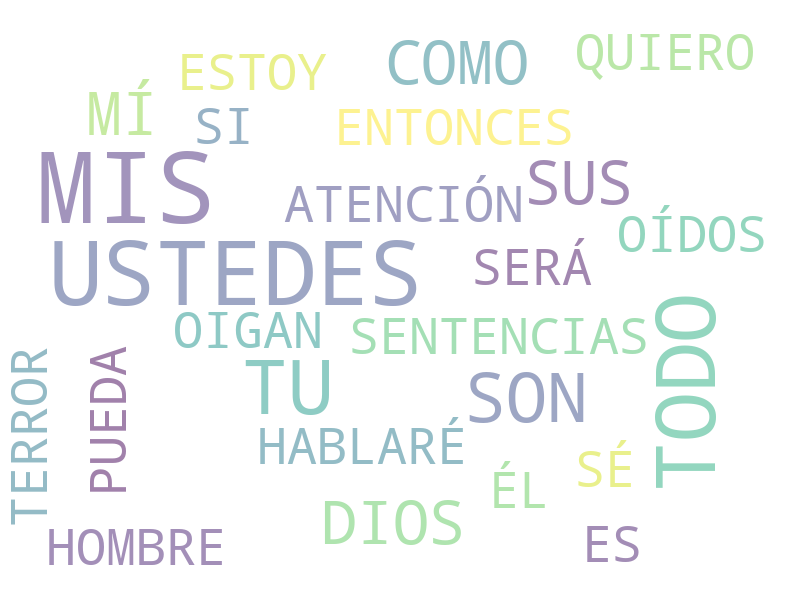 QUIERO
COMO
ESTOY
MÍ
SI
ENTONCES
MIS
ATENCIÓN
SUS
OÍDOS
USTEDES
SERÁ
OIGAN
SENTENCIAS
TODO
TERROR
PUEDA
TU
SON
HABLARÉ
SÉ
ÉL
DIOS
HOMBRE
ES